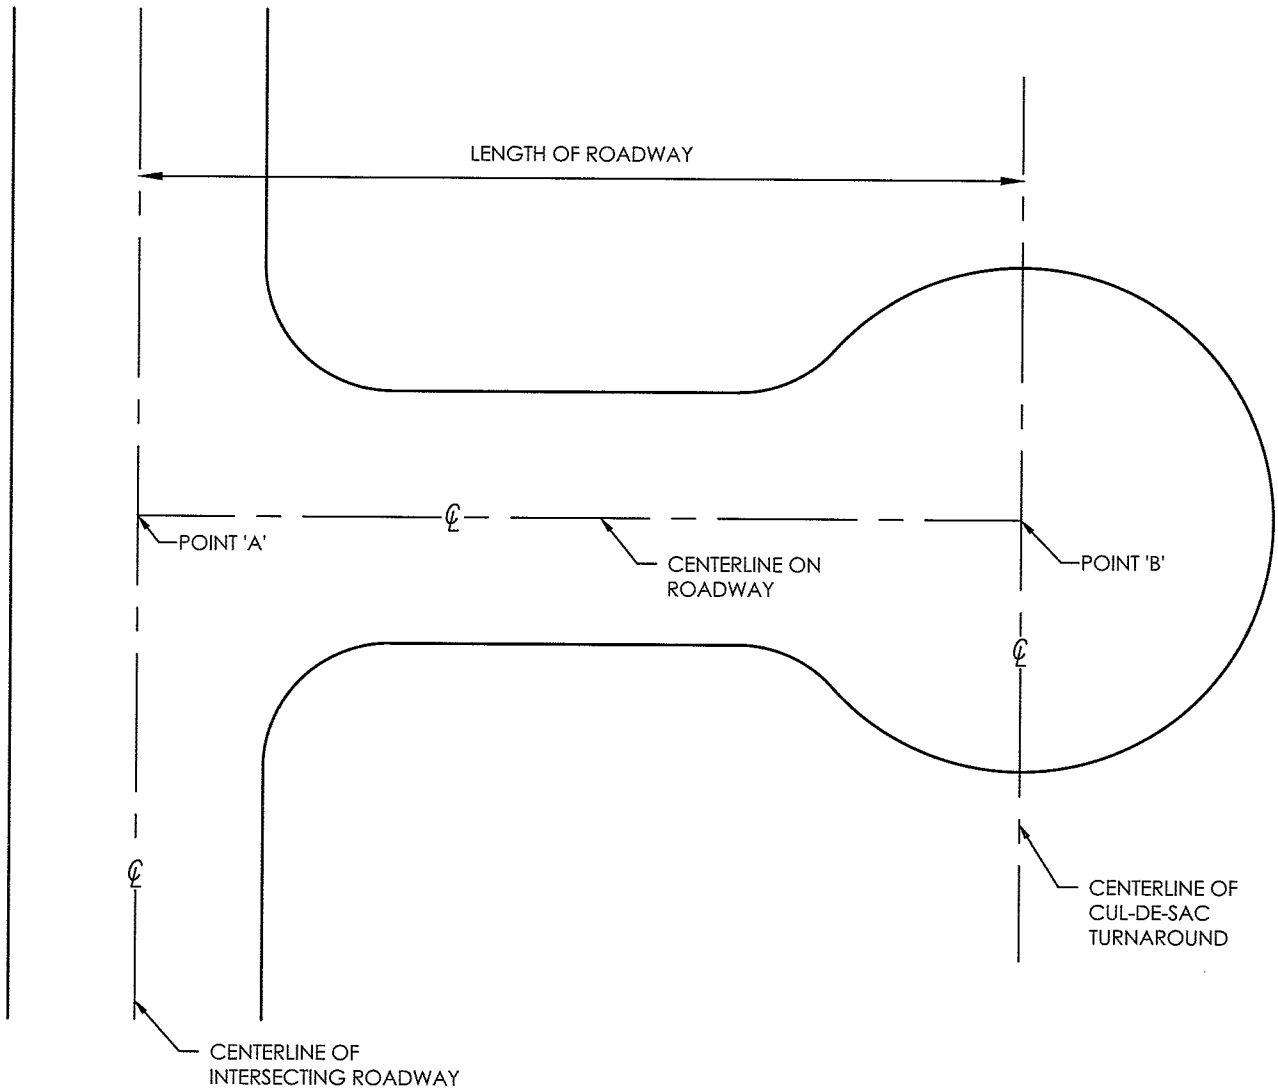 LENGTH OF ROADWAY
℄
POINT 'A'
CENTERLINE ON
ROADWAY
POINT 'B'
℄
℄
CENTERLINE OF
CUL-DE-SAC
TURNAROUND
CENTERLINE OF
INTERSECTING ROADWAY